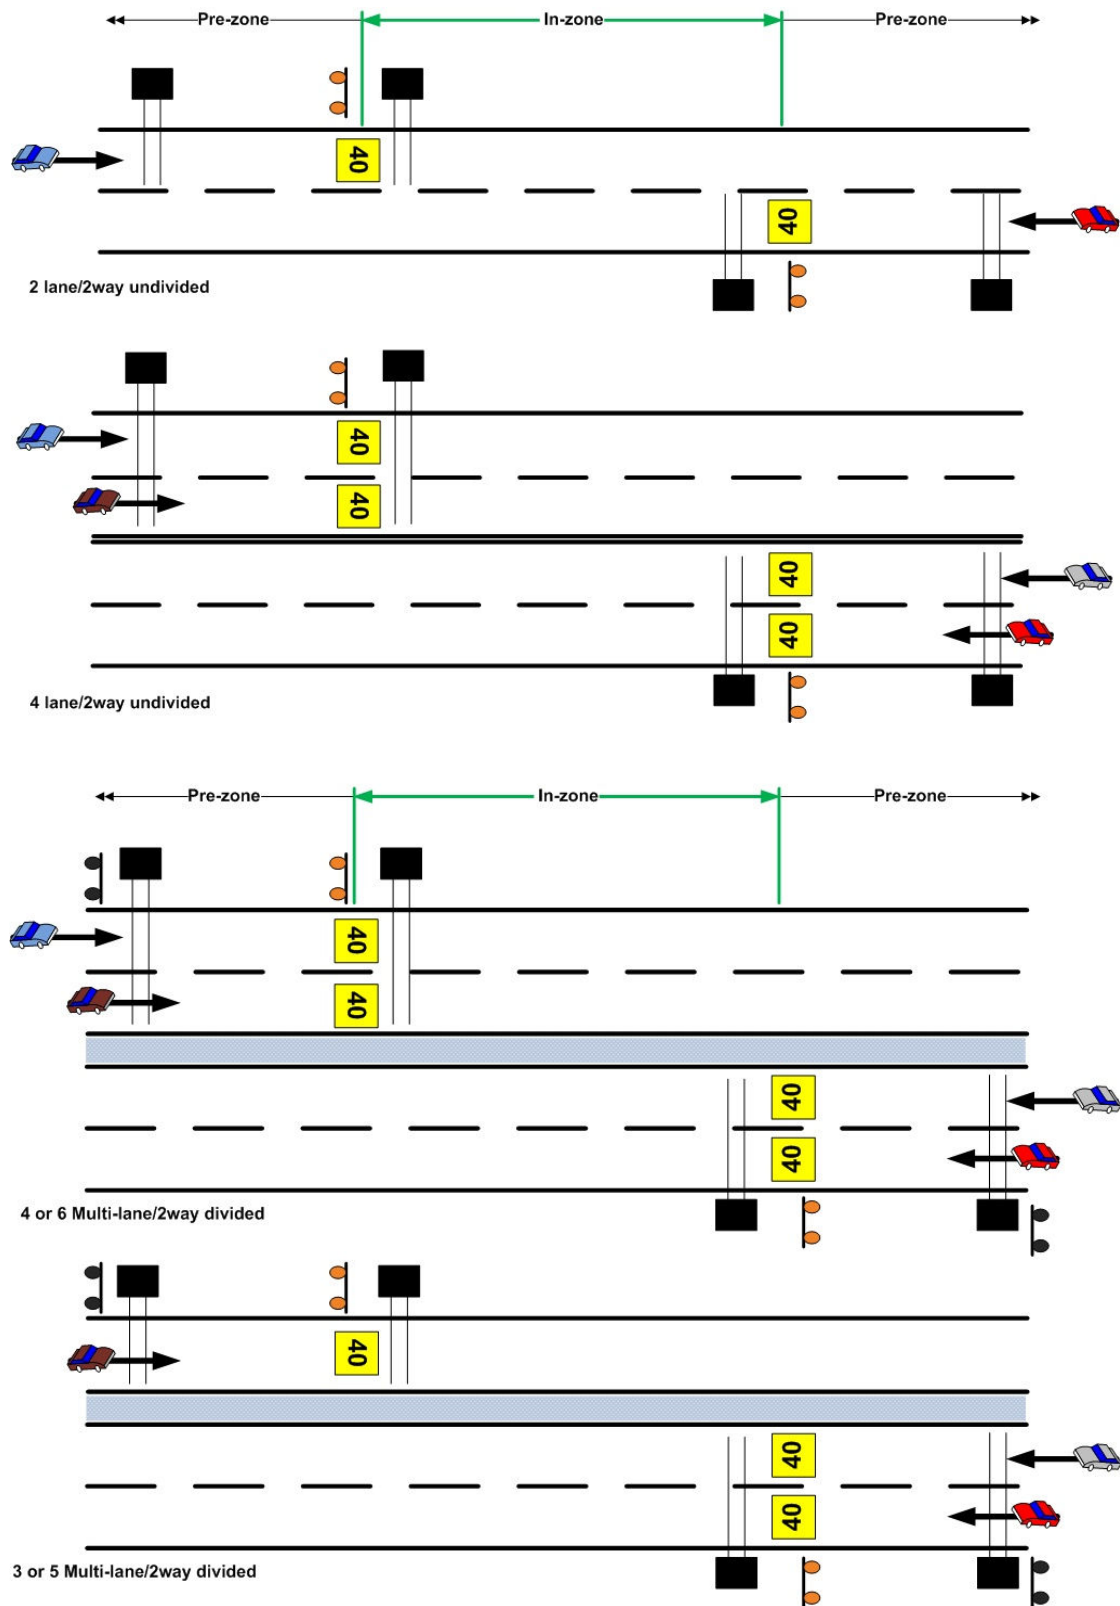 Pre-zone In-zone Pre-zone
40
40
2 lane/2way undivided
40
40
40
40
4 lane/2way undivided
Pre-zone In-zone Pre-zone
40
40
40
40
4 or 6 Multi-lane/2way divided
40
40
40
3 or 5 Multi-lane/2way divided